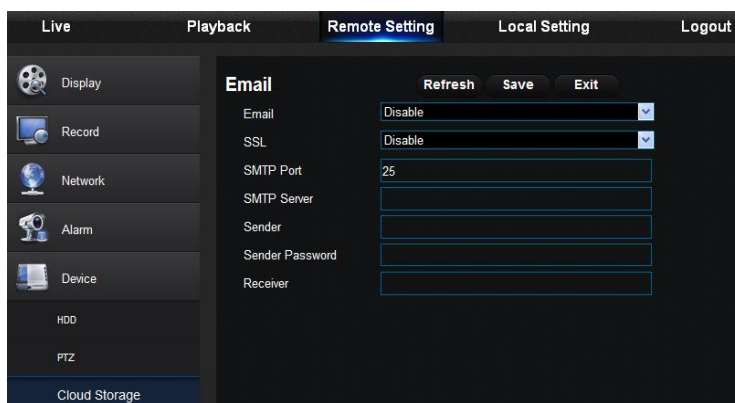 Live Playback Remote Setting Local Setting Logout
Display
Record
Network
Alarm
Device
HDD
PTZ
Cloud Storage
Email Refresh Save Exit
Email Disable
SSL Disable
SMTP Port 25
SMTP Server
Sender
Sender Password
Receiver